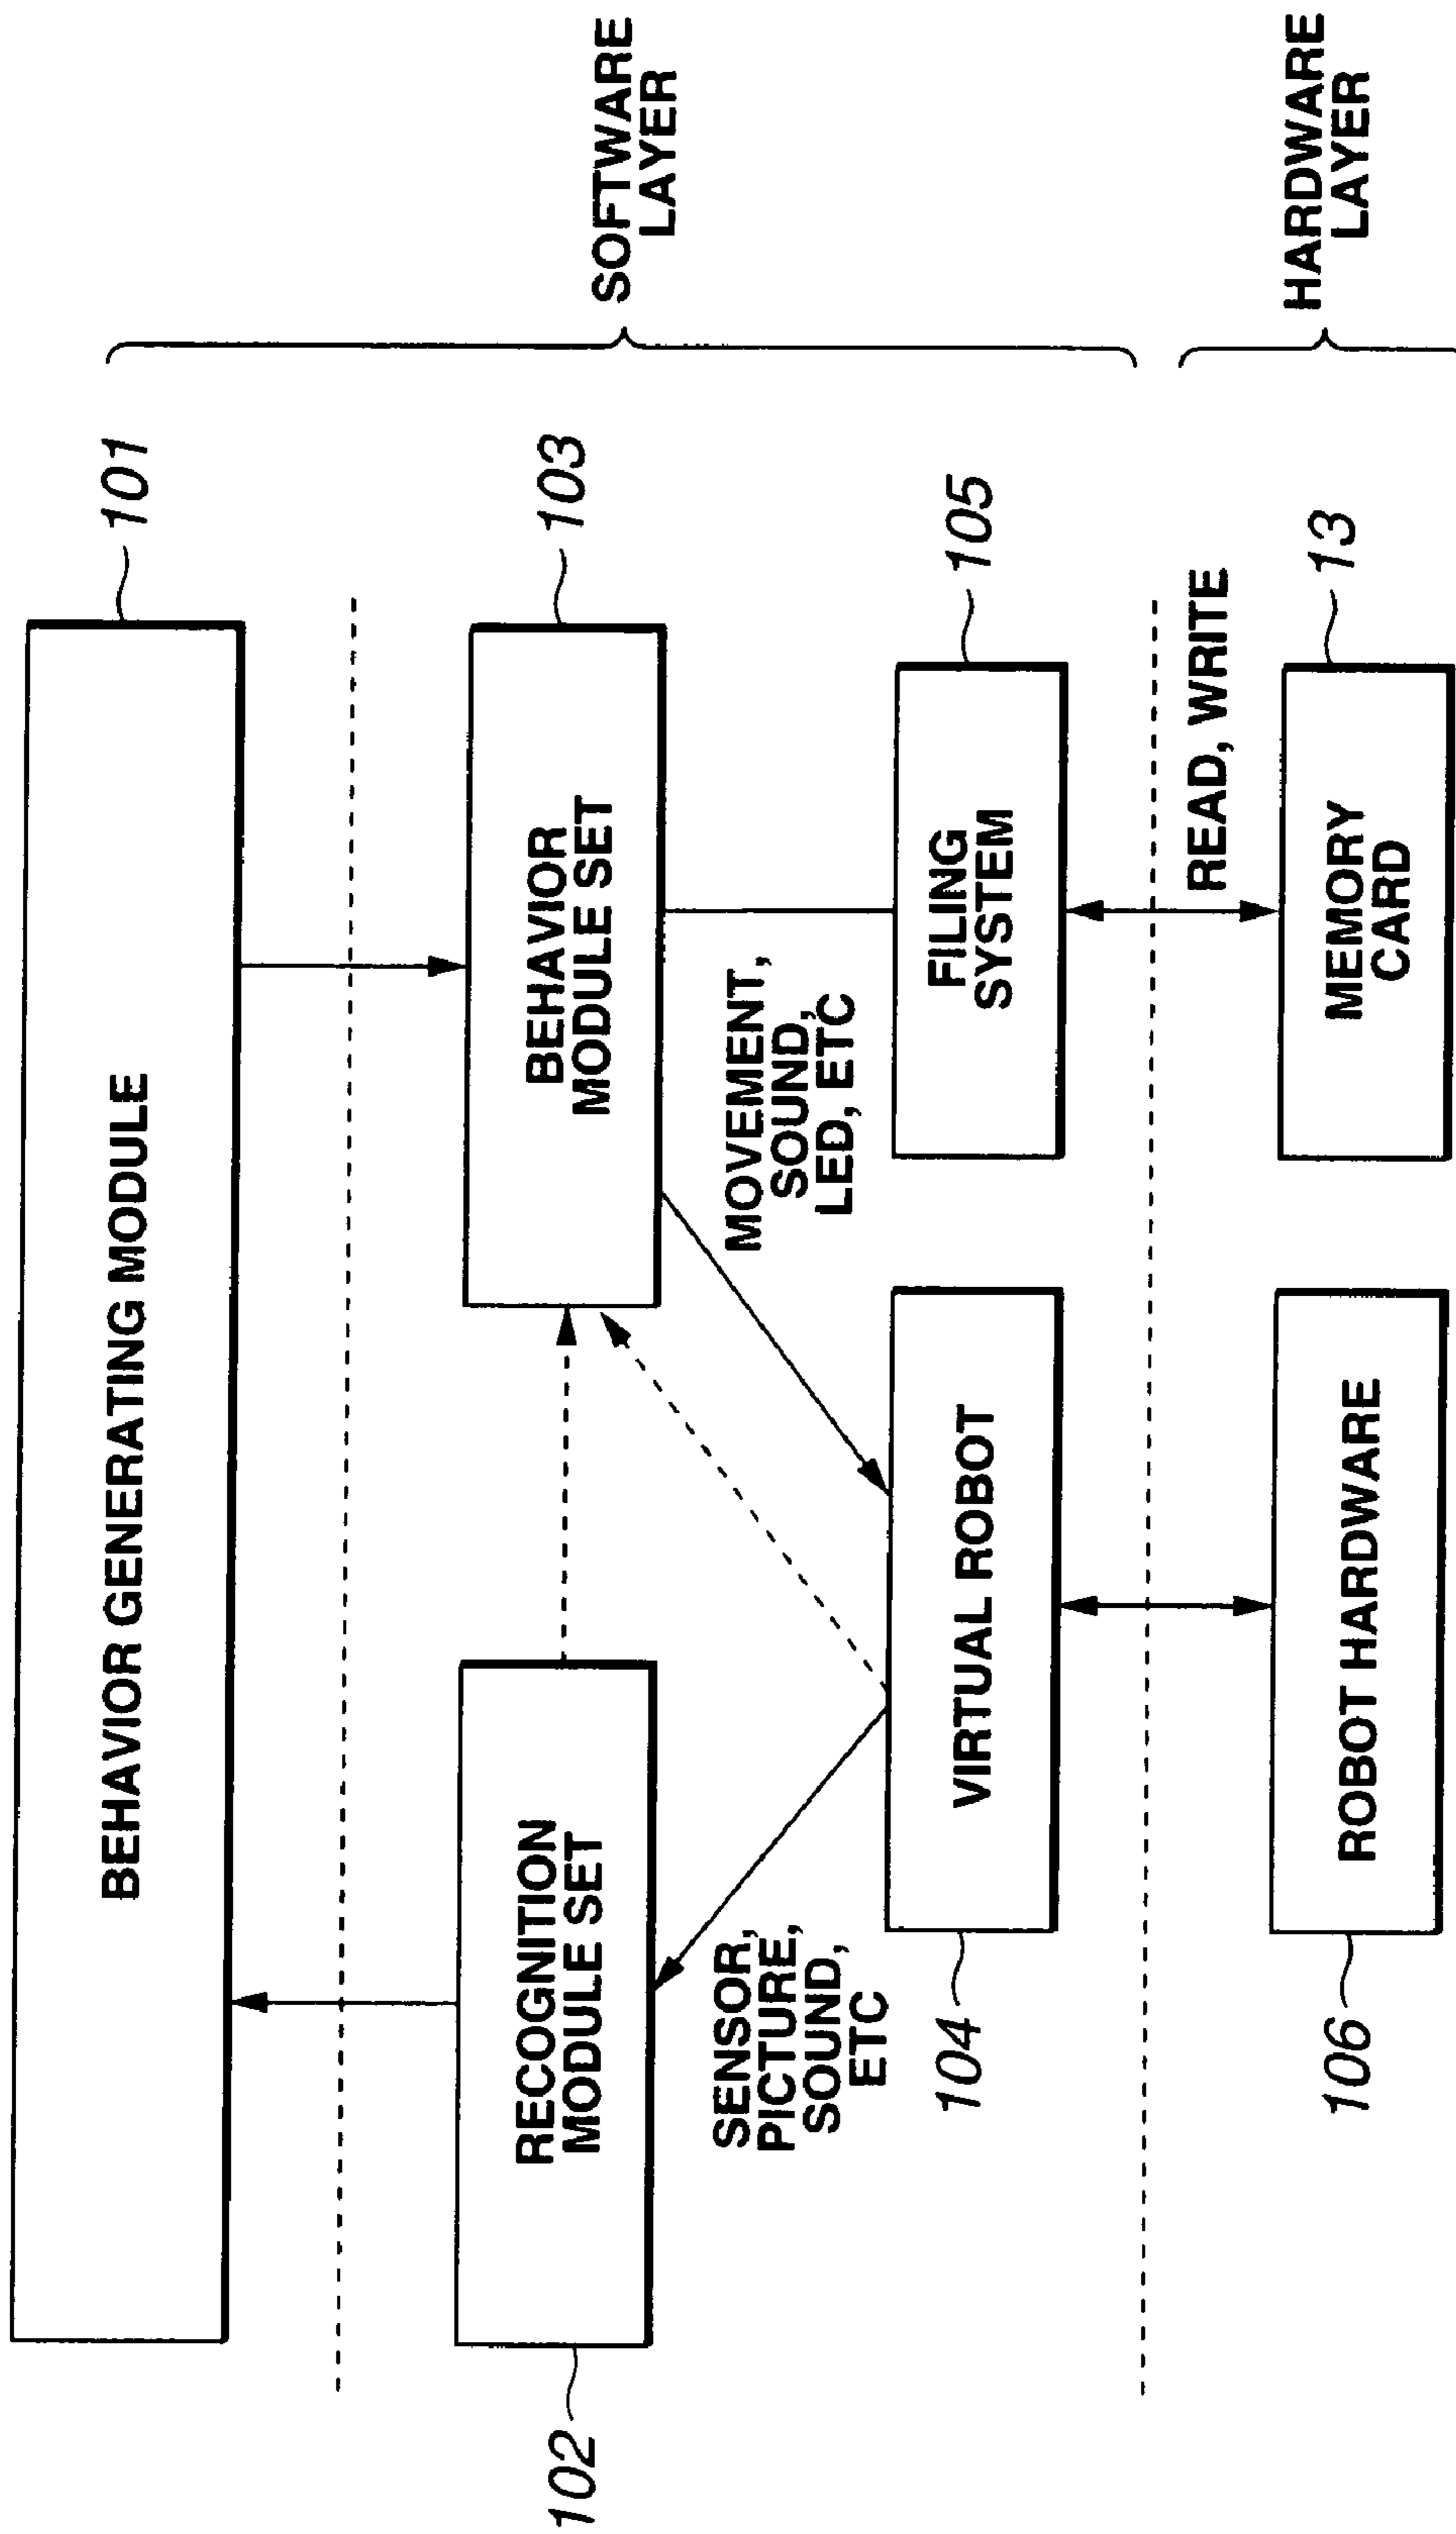 BEHAVIOR GENERATING MODULE
101
RECOGNITION
MODULE SET
102
BEHAVIOR
MODULE SET
103
SOFTWARE
LAYER
SENSOR,
PICTURE,
SOUND,
ETC
MOVEMENT,
SOUND,
LED, ETC
VIRTUAL ROBOT
104
FILING
SYSTEM
105
READ, WRITE
ROBOT HARDWARE
106
MEMORY
CARD
13
HARDWARE
LAYER